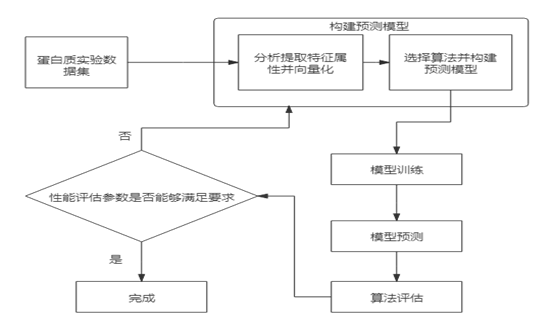 构建预测模型
蛋白质实验数
据集
分析提取特征属
性并向量化
选择算法并构建
预测模型
否
模型训练
性能评估参数是否能够满足要求
模型预测
是
完成
算法评估